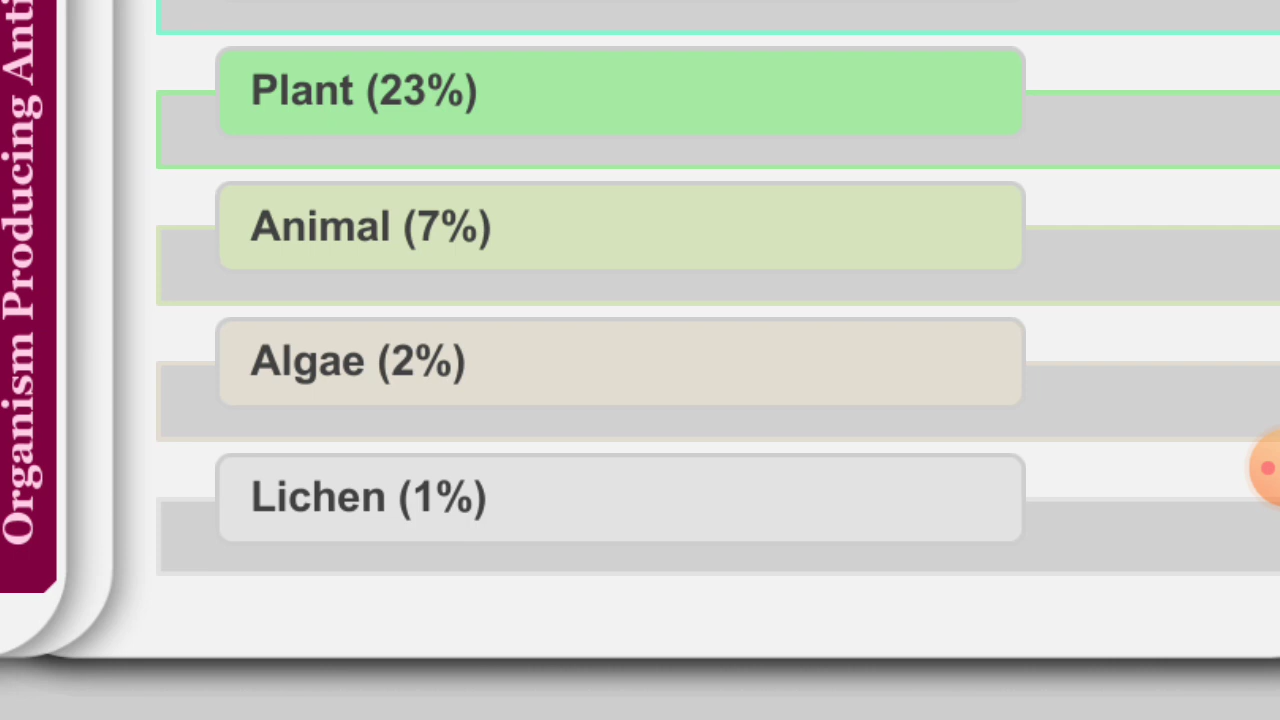 Organism Producing Anti
Plant (23%)
Animal (7%)
Algae (2%)
Lichen (1%)